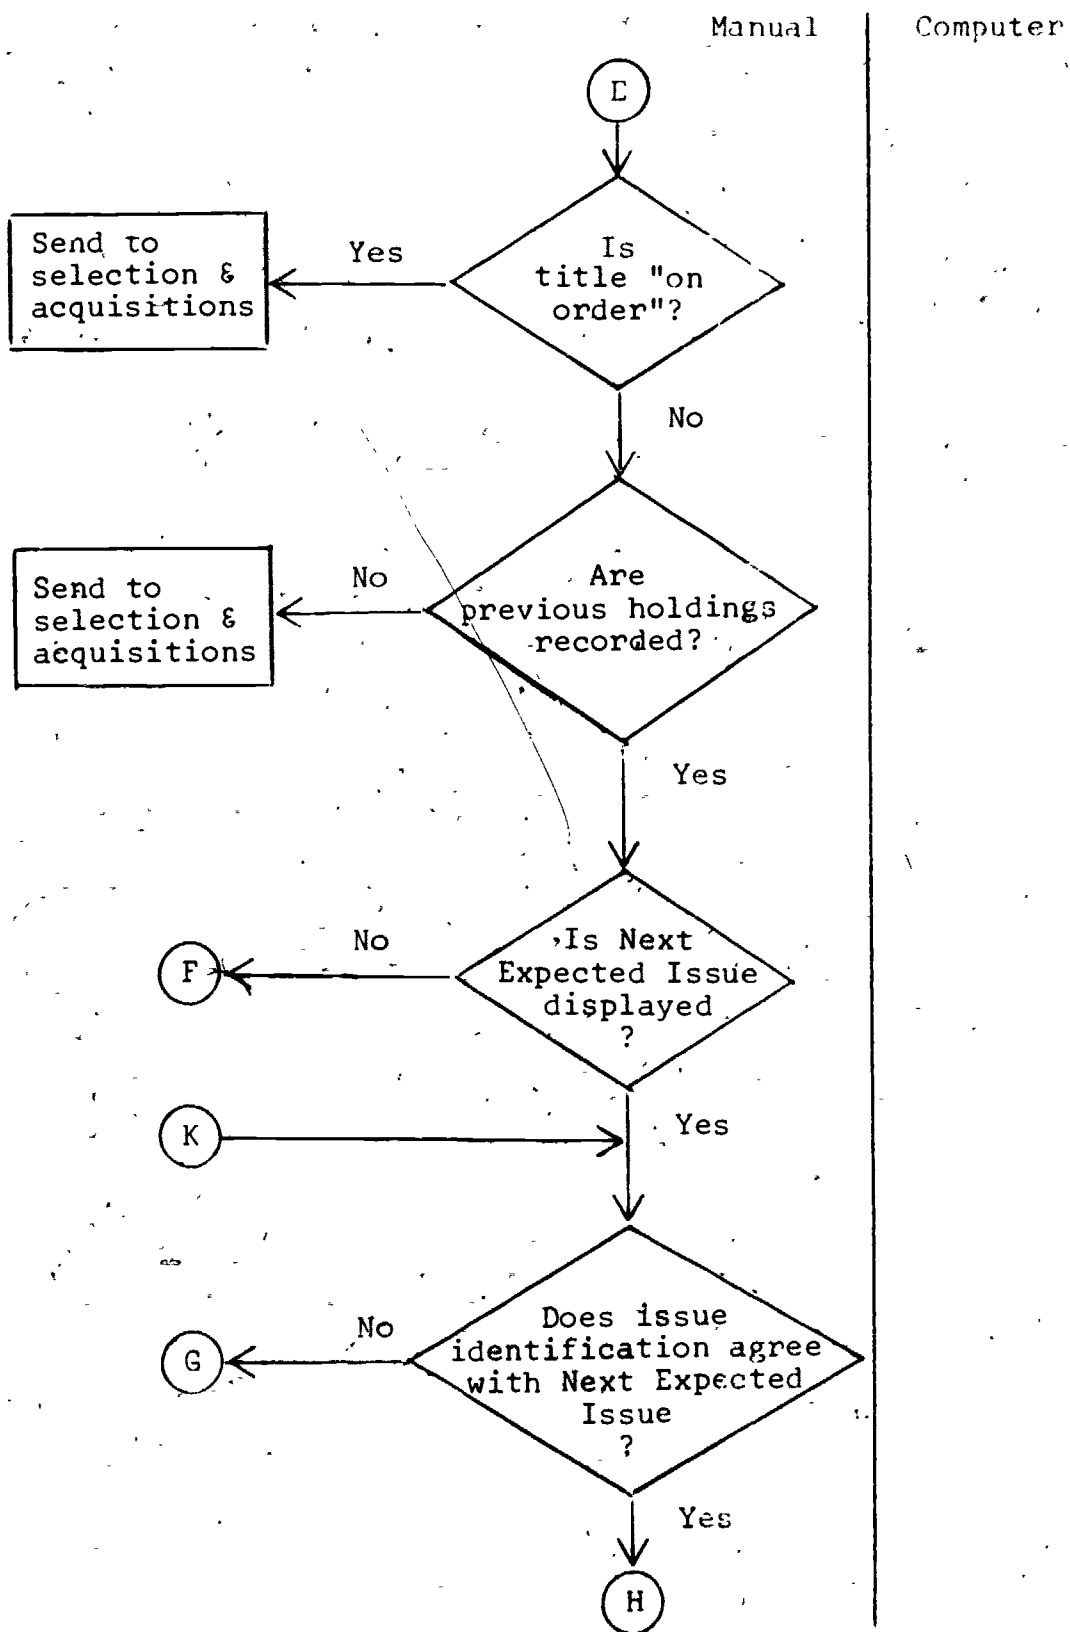 Manual
Computer
E
Send to
selection &
acquisitions
Yes
Is
title "on
order"?
No
Send to
selection &
acquisitions
No
Are
previous holdings
recorded?
Yes
No
F
Is Next
Expected Issue
displayed
?
K
Yes
No
G
Does issue
identification agree
with Next Expected
Issue
?
Yes
H